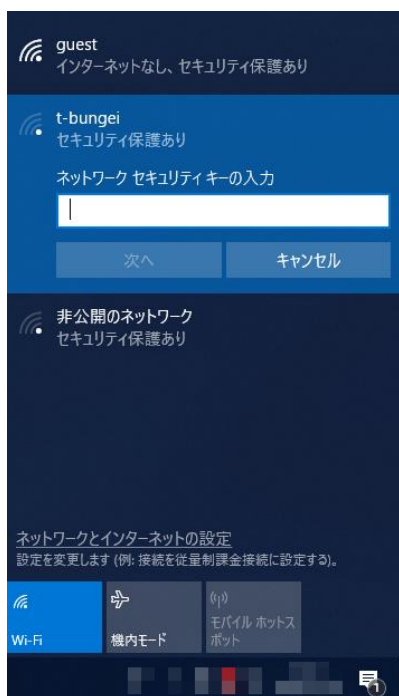 guest
インターネットなし、セキュリティ保護あり
t-bungei
セキュリティ保護あり
ネットワーク セキュリティ キーの入力
次へ
キャンセル
非公開のネットワーク
セキュリティ保護あり
ネットワークとインターネットの設定
設定を変更します (例: 接続を従量制課金接続に設定する)。
Wi-Fi
機内モード
モバイル ホットス
ポット
1